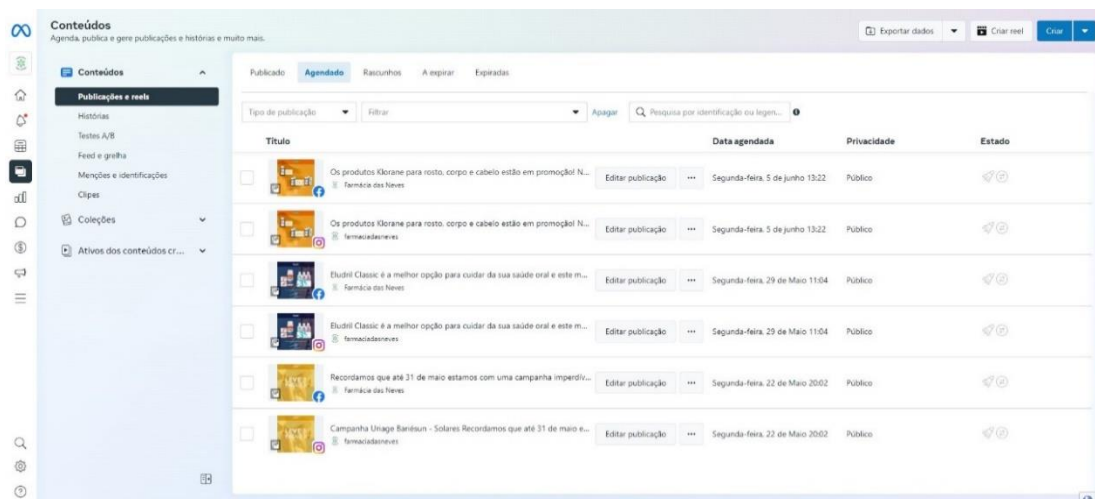 Conteúdos
Agenda, publica e gere publicações e histórias e muito mais.
Exportar dados
Criar reel
Criar
Conteúdos
Publicações e reels
Histórias
Testes A/B
Feed e grelha
Menções e identificações
Clipes
Coleções
Ativos dos conteúdos cr...
Publicado Agendado Rascunhos A expirar Expiradas
Tipo de publicação Filtrar Apagar Pesquisa por identificação ou legen...
Título Data agendada Privacidade Estado
Os produtos Klorane para rosto, corpo e cabelo estão em promoção! N... Editar publicação ... Segunda-feira, 5 de junho 13:22 Público
Farmácia das Neves
Os produtos Klorane para rosto, corpo e cabelo estão em promoção! N... Editar publicação ... Segunda-feira, 5 de junho 13:22 Público
farmaciadasneves
Eludril Classic é a melhor opção para cuidar da sua saúde oral e este m... Editar publicação ... Segunda-feira, 29 de Maio 11:04 Público
Farmácia das Neves
Eludril Classic é a melhor opção para cuidar da sua saúde oral e este m... Editar publicação ... Segunda-feira, 29 de Maio 11:04 Público
farmaciadasneves
Recordamos que até 31 de maio estamos com uma campanha imperdív... Editar publicação ... Segunda-feira, 22 de Maio 20:02 Público
Farmácia das Neves
Campanha Uriage Bariésun - Solares Recordamos que até 31 de maio e... Editar publicação ... Segunda-feira, 22 de Maio 20:02 Público
farmaciadasneves